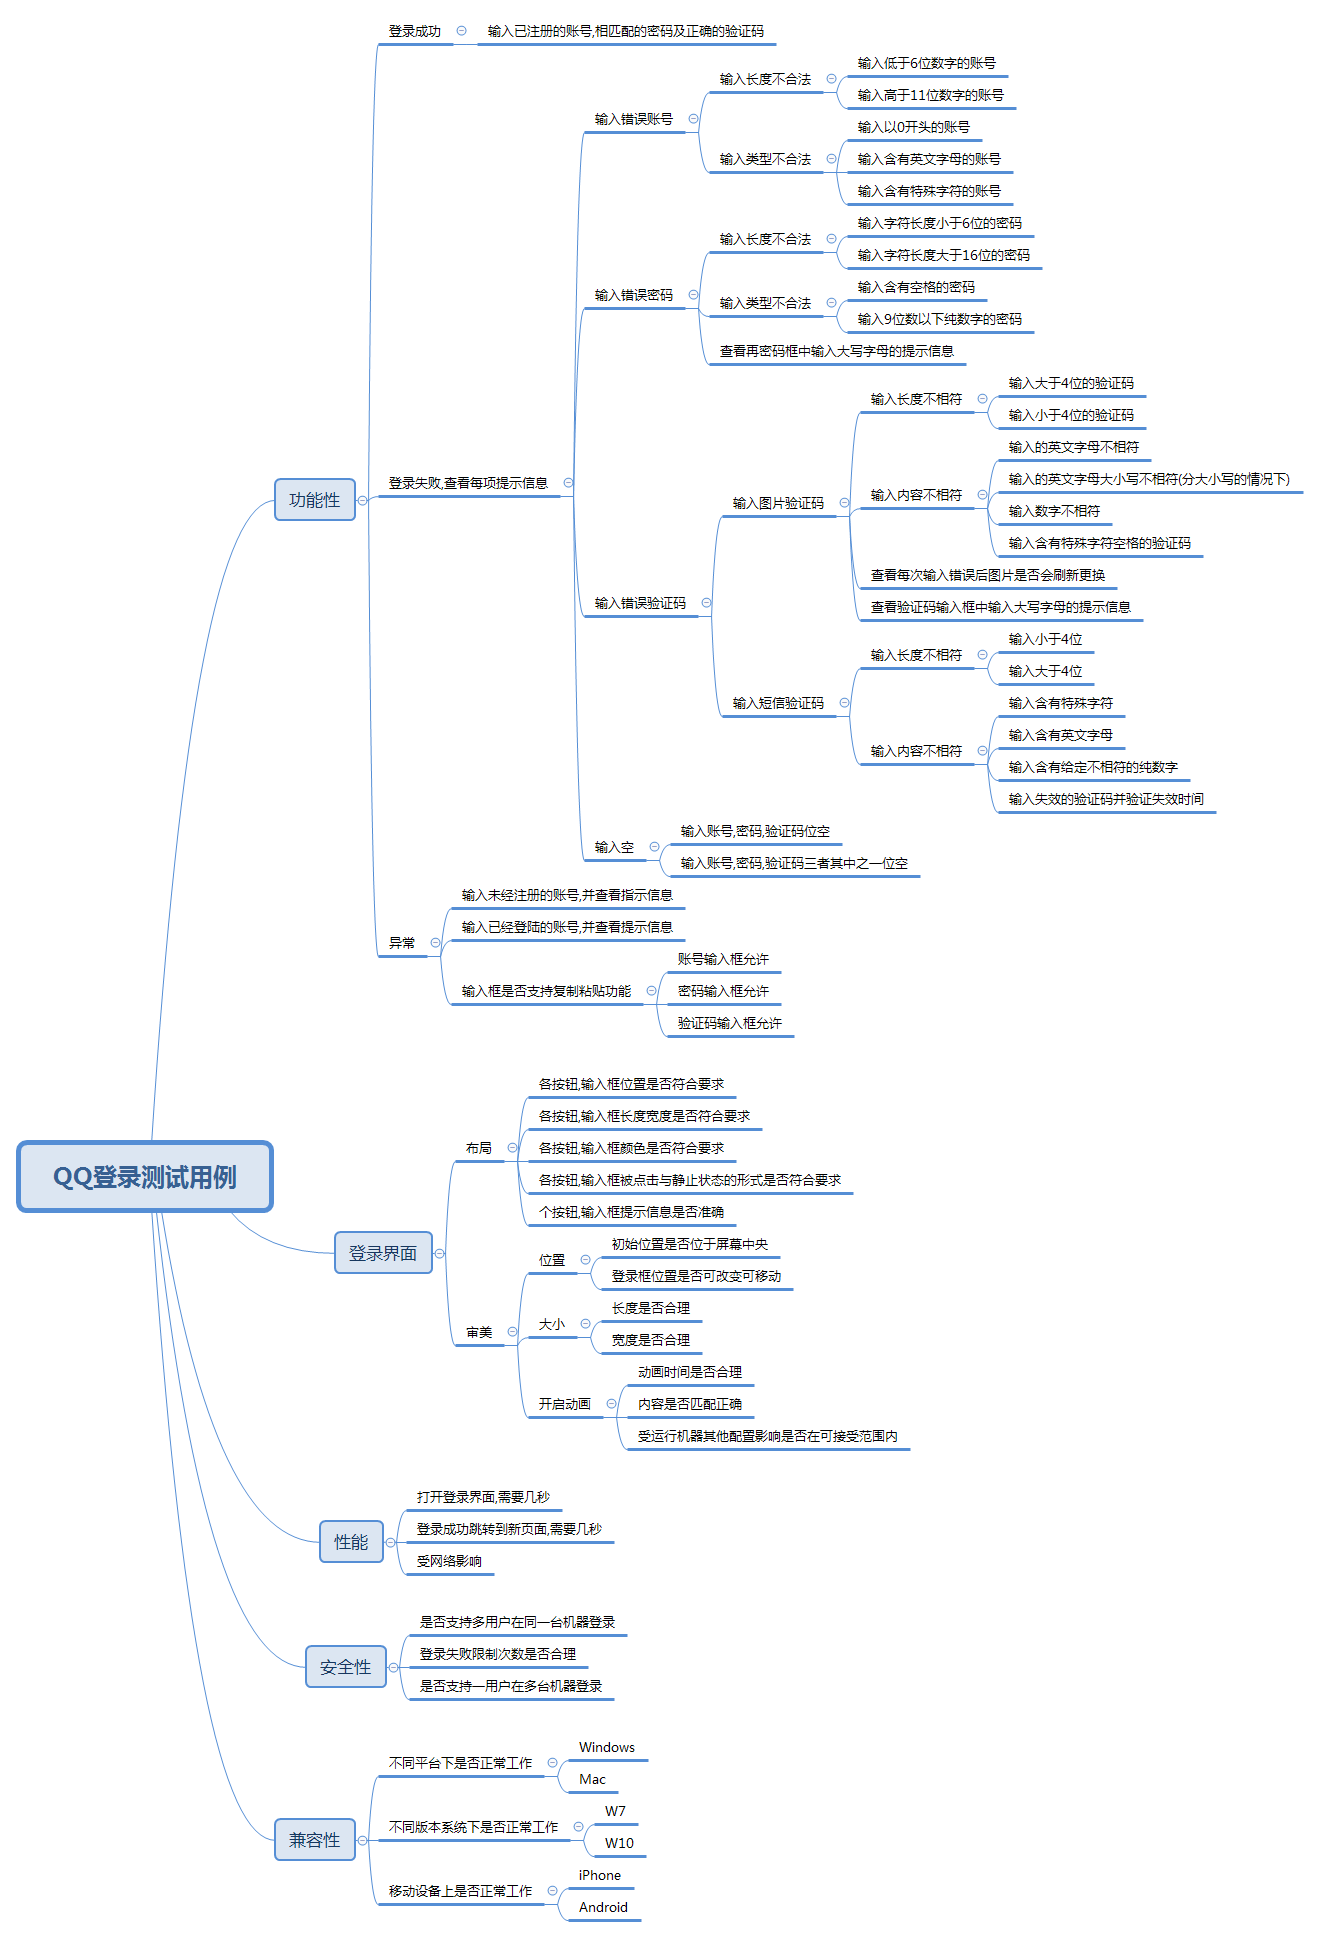 QQ登录测试用例
功能性
登录成功
输入已注册的账号,相匹配的密码及正确的验证码
登录失败,查看每项提示信息
输入错误账号
输入长度不合法
输入低于6位数字的账号
输入高于11位数字的账号
输入类型不合法
输入以0开头的账号
输入含有英文字母的账号
输入含有特殊字符的账号
输入错误密码
输入长度不合法
输入字符长度小于6位的密码
输入字符长度大于16位的密码
输入类型不合法
输入含有空格的密码
输入9位数以下纯数字的密码
查看再密码框中输入大写字母的提示信息
输入错误验证码
输入图片验证码
输入长度不相符
输入大于4位的验证码
输入小于4位的验证码
输入内容不相符
输入的英文字母不相符
输入的英文字母大小写不相符(分大小写的情况下)
输入数字不相符
输入含有特殊字符空格的验证码
查看每次输入错误后图片是否会刷新更换
查看验证码输入框中输入大写字母的提示信息
输入短信验证码
输入长度不相符
输入小于4位
输入大于4位
输入内容不相符
输入含有特殊字符
输入含有英文字母
输入含有给定不相符的纯数字
输入失效的验证码并验证失效时间
输入空
输入账号,密码,验证码位空
输入账号,密码,验证码三者其中之一位空
异常
输入未经注册的账号,并查看指示信息
输入已经登陆的账号,并查看提示信息
输入框是否支持复制粘贴功能
账号输入框允许
密码输入框允许
验证码输入框允许
登录界面
布局
各按钮,输入框位置是否符合要求
各按钮,输入框长度宽度是否符合要求
各按钮,输入框颜色是否符合要求
各按钮,输入框被点击与静止状态的形式是否符合要求
个按钮,输入框提示信息是否准确
审美
位置
初始位置是否位于屏幕中央
登录框位置是否可改变可移动
大小
长度是否合理
宽度是否合理
开启动画
动画时间是否合理
内容是否匹配正确
受运行机器其他配置影响是否在可接受范围内
性能
打开登录界面,需要几秒
登录成功跳转到新页面,需要几秒
受网络影响
安全性
是否支持多用户在同一台机器登录
登录失败限制次数是否合理
是否支持一用户在多台机器登录
兼容性
不同平台下是否正常工作
Windows
Mac
不同版本系统下是否正常工作
W7
W10
移动设备上是否正常工作
iPhone
Android